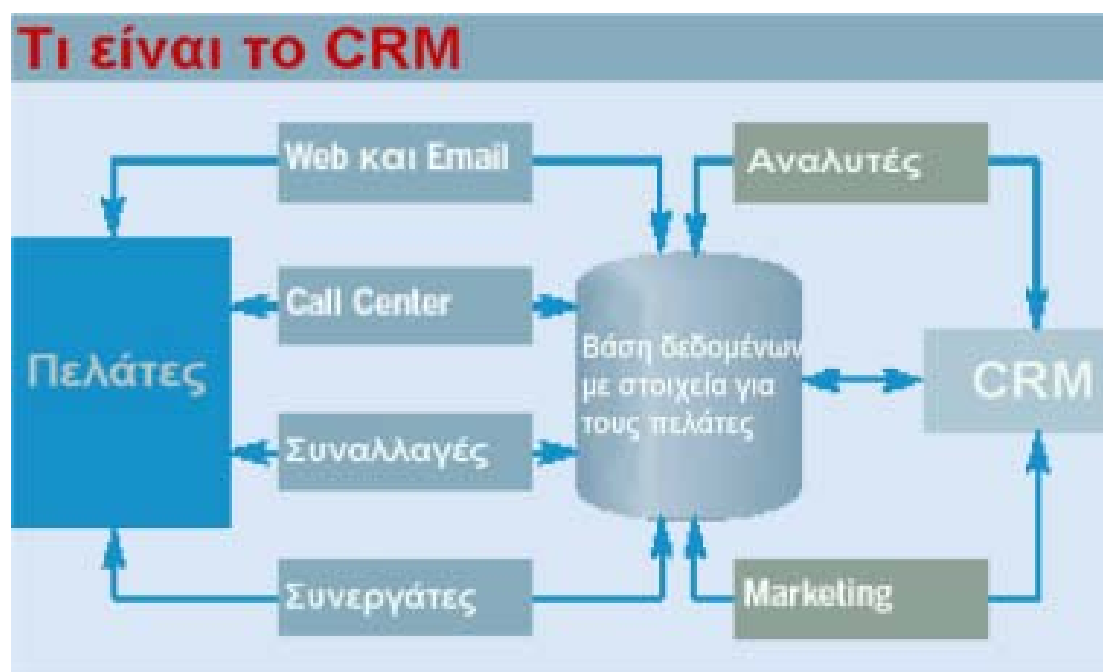 Τι είναι το CRM
Web και Email
Αναλυτές
Call Center
Πελάτες
Βάση δεδομένων
με στοιχεία για
τους πελάτες
CRM
Συναλλαγές
Συνεργάτες
Marketing